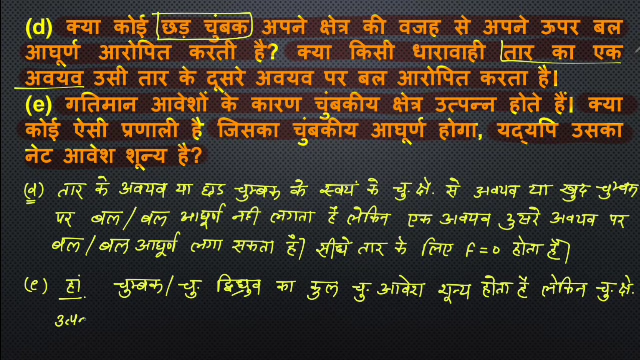 (d) क्या कोई छड़ चुंबक अपने क्षेत्र की वजह से अपने ऊपर बल
आघूर्ण आरोपित करती है? क्या किसी धारावाही तार का एक
अवयव उसी तार के दूसरे अवयव पर बल आरोपित करता है।
(e) गतिमान आवेशों के कारण चुंबकीय क्षेत्र उत्पन्न होते हैं। क्या
कोई ऐसी प्रणाली है जिसका चुंबकीय आघूर्ण होगा, यद्यपि उसका
नेट आवेश शून्य है?
(d) तार के अवयव या छड चुम्बक के स्वयं के चु. क्षे. से अवयव या खुद चुम्बक
पर बल/बल आघूर्ण नही लगता हैं लेकिन एक अवयव दुसरे अवयव पर
बल/बल आघूर्ण लगा सकता हैं। सीधे तार के लिए F=0 होता हैं।
(e) हां चुम्बक/चु. द्विध्रुव का कुल चु. आवेश शून्य होता हैं लेकिन चु. क्षे.
उत्प